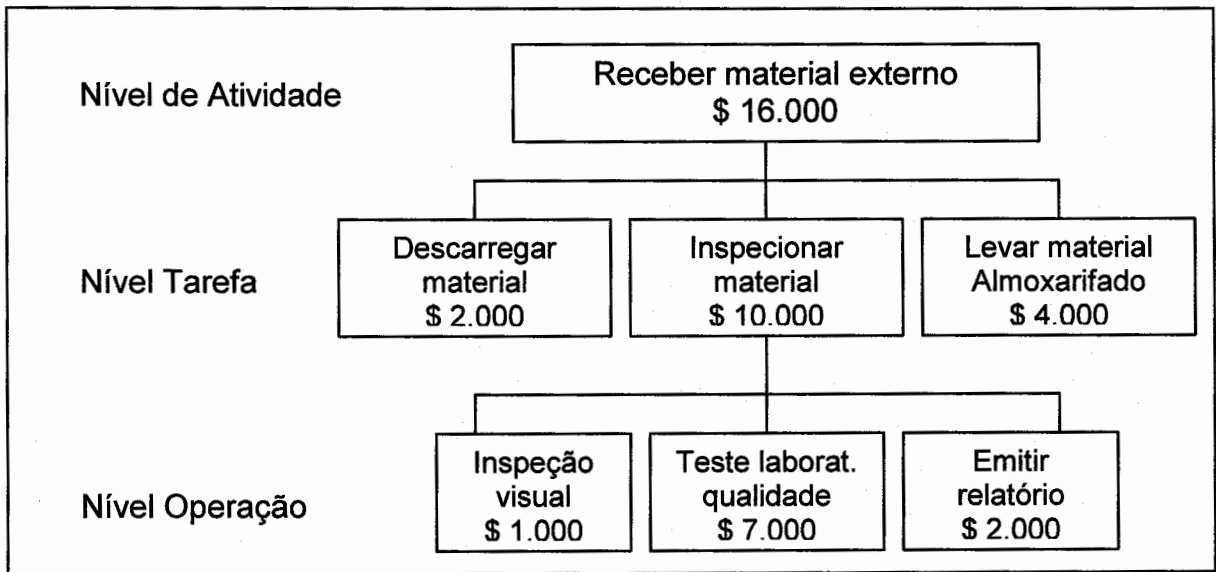 Nível de Atividade
Receber material externo
$ 16.000
Nível Tarefa
Descarregar
material
$ 2.000
Inspecionar
material
$ 10.000
Levar material
Almoxarifado
$ 4.000
Nível Operação
Inspeção
visual
$ 1.000
Teste laborat.
qualidade
$ 7.000
Emitir
relatório
$ 2.000